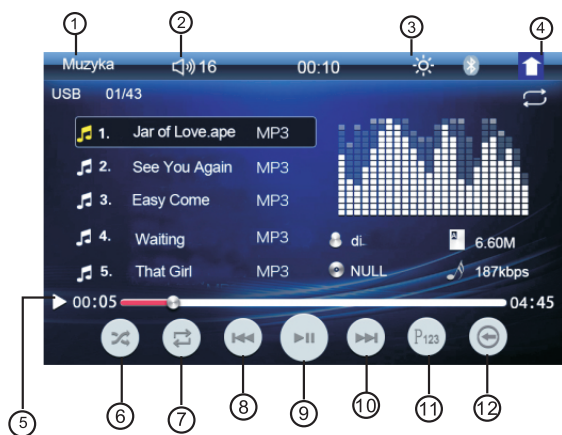 1 2 3 4
Muzyka 16 00:10
USB 01/43
1. Jar of Love.ape MP3
2. See You Again MP3
3. Easy Come MP3
4. Waiting MP3
5. That Girl MP3
di.
A 6.60M
NULL 187kbps
00:05 04:45
P123
5 6 7 8 9 10 11 12